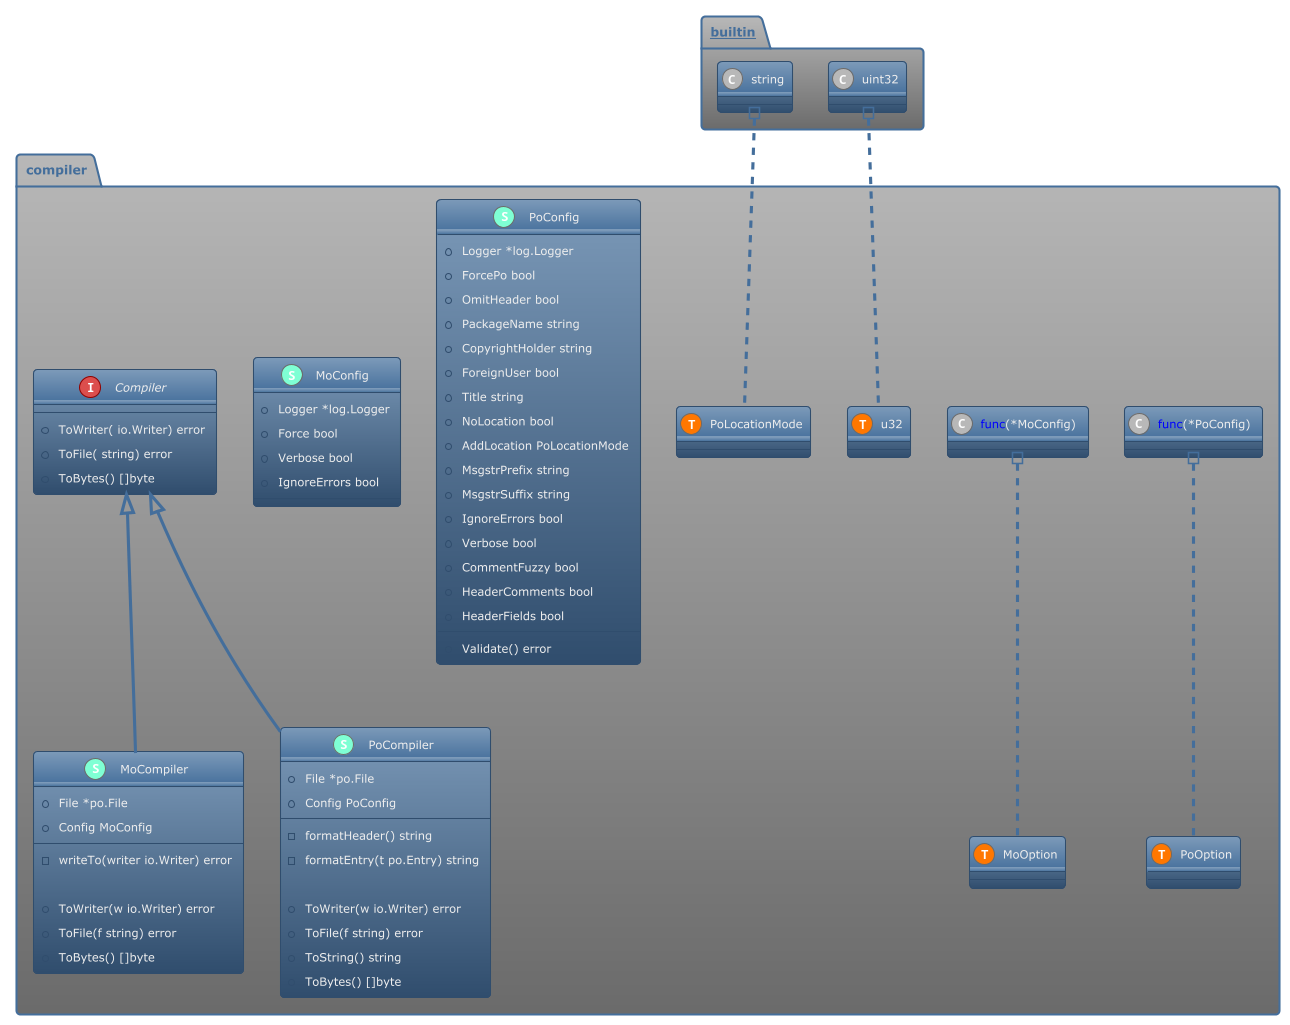 builtin
C string
C uint32
compiler
S PoConfig
Logger *log.Logger
ForcePo bool
OmitHeader bool
PackageName string
CopyrightHolder string
ForeignUser bool
Title string
NoLocation bool
AddLocation PoLocationMode
MsgstrPrefix string
MsgstrSuffix string
IgnoreErrors bool
Verbose bool
CommentFuzzy bool
HeaderComments bool
HeaderFields bool
Validate() error
I Compiler
ToWriter( io.Writer) error
ToFile( string) error
ToBytes() []byte
S MoConfig
Logger *log.Logger
Force bool
Verbose bool
IgnoreErrors bool
T PoLocationMode
T u32
C func(*MoConfig)
C func(*PoConfig)
S MoCompiler
File *po.File
Config MoConfig
writeTo(writer io.Writer) error
ToWriter(w io.Writer) error
ToFile(f string) error
ToBytes() []byte
S PoCompiler
File *po.File
Config PoConfig
formatHeader() string
formatEntry(t po.Entry) string
ToWriter(w io.Writer) error
ToFile(f string) error
ToString() string
ToBytes() []byte
T MoOption
T PoOption